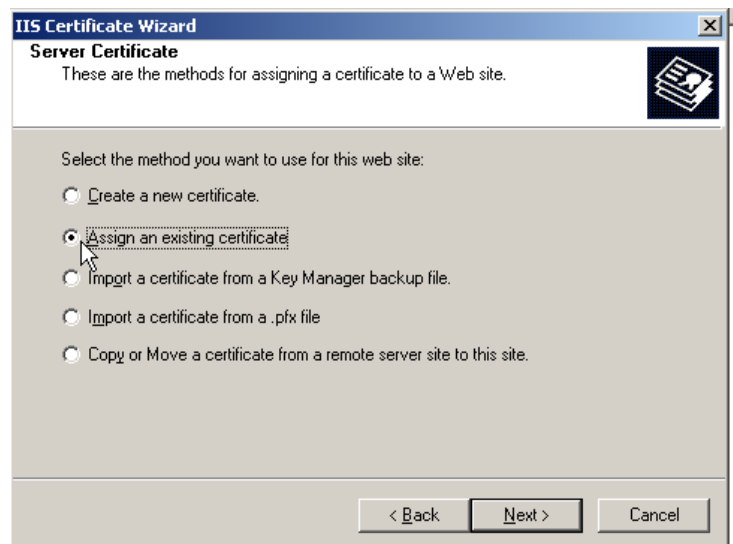 IIS Certificate Wizard
Server Certificate
These are the methods for assigning a certificate to a Web site.
Select the method you want to use for this web site:
Create a new certificate.
Assign an existing certificate
Import a certificate from a Key Manager backup file.
Import a certificate from a .pfx file
Copy or Move a certificate from a remote server site to this site.
< Back Next > Cancel